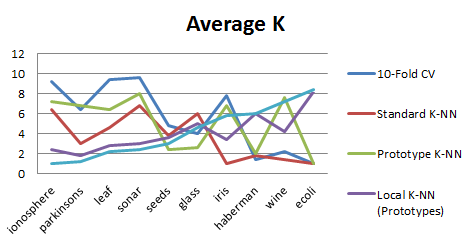 Average K
12
10
8
6
4
2
0
ionosphere
parkinsons
leaf
sonar
seeds
glass
iris
haberman
wine
ecoli
10-Fold CV
Standard K-NN
Prototype K-NN
Local K-NN
(Prototypes)